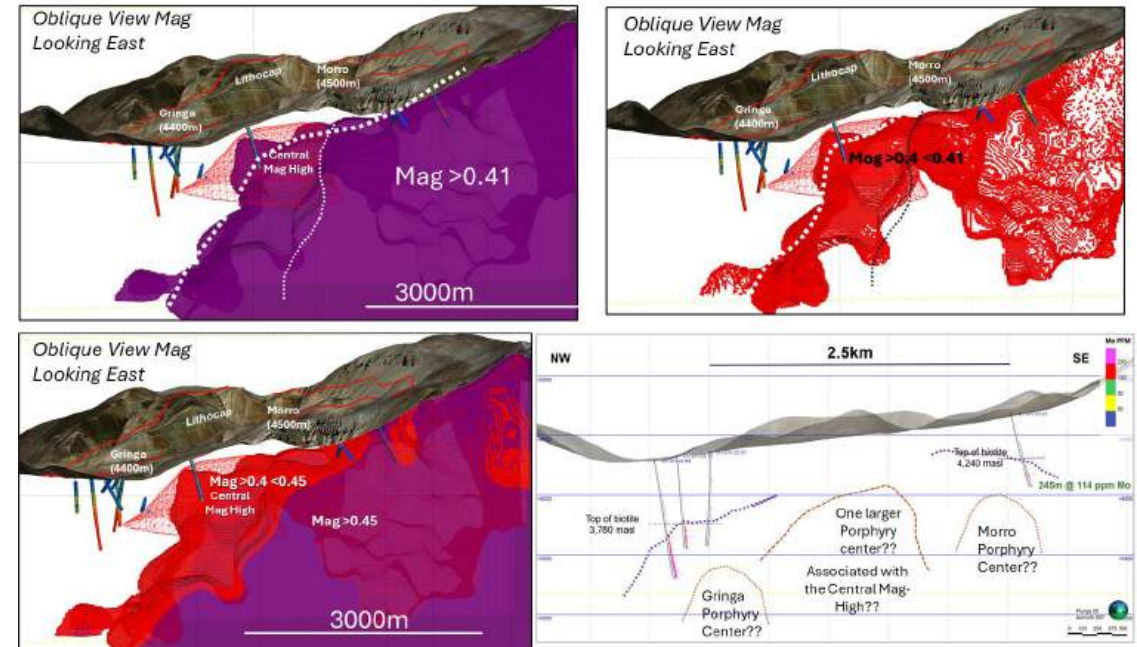 Oblique View Mag
Looking East
Lithocap
Morro
(4500m)
Gringa
(4400m)
Central
Mag High
Mag >0.41
3000m
Oblique View Mag
Looking East
Lithocap
Morro
(4500m)
Gringa
(4400m)
Mag >0.4 <0.41
Oblique View Mag
Looking East
Lithocap
Morro
(4500m)
Gringa
(4400m)
Mag >0.4 <0.45
Central
Mag High
Mag >0.45
3000m
NW
2.5km
SE
Mo PPM
Top of biotite
4,240 masl
245m @ 114 ppm Mo
Top of biotite
3,780 masl
One larger
Porphyry
center??
Associated with
the Central Mag-
High??
Morro
Porphyry
Center??
Gringa
Porphyry
Center??